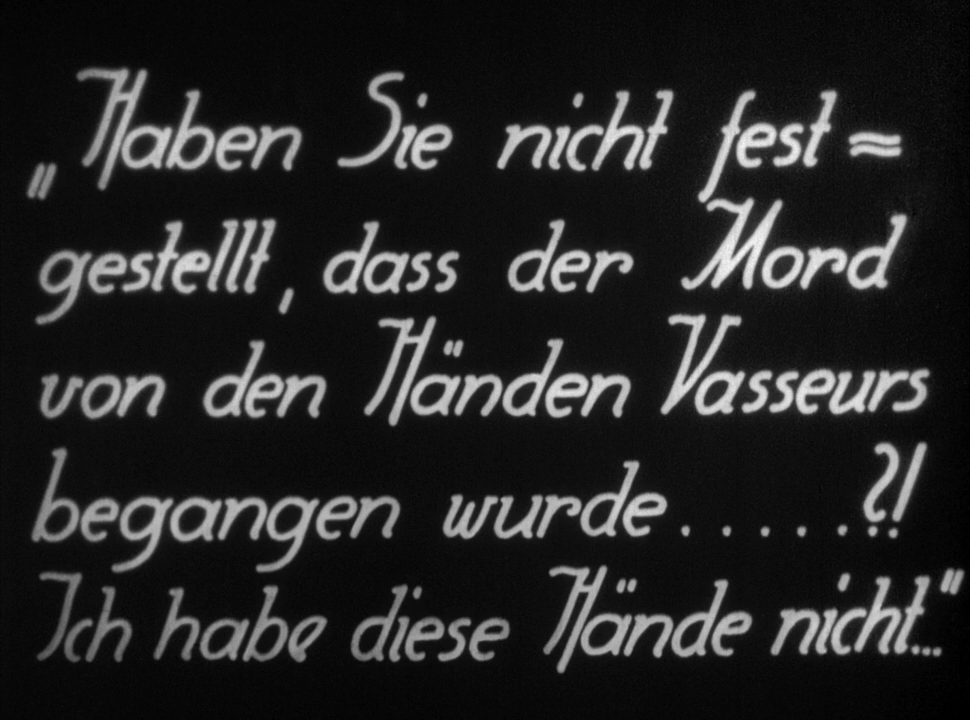 „Haben Sie nicht fest=
gestellt, dass der Mord
von den Händen Vasseurs
begangen wurde.....?!
Ich habe diese Hände nicht..."